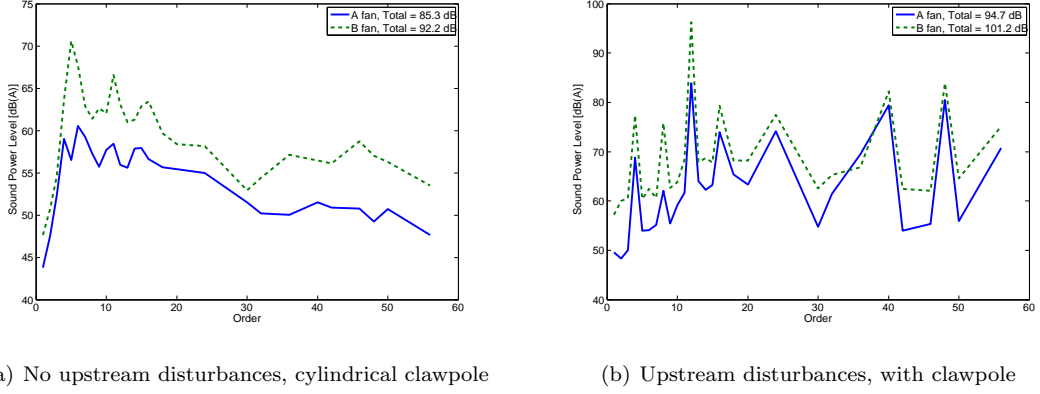 75
70
65
60
55
50
45
40
0
10
20
30
40
50
60
Sound Power Level [dB(A)]
Order
A fan, Total = 85.3 dB
B fan, Total = 92.2 dB
100
90
80
70
60
50
40
0
10
20
30
40
50
60
Sound Power Level [dB(A)]
Order
A fan, Total = 94.7 dB
B fan, Total = 101.2 dB
) No upstream disturbances, cylindrical clawpole
(b) Upstream disturbances, with clawpole